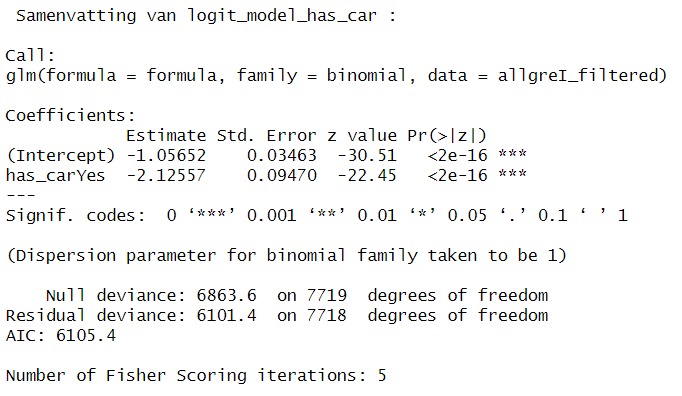 Samenvatting van logit_model_has_car :
Call:
glm(formula = formula, family = binomial, data = allgreI_filtered)
Coefficients:
Estimate Std. Error z value Pr(>|z|)
(Intercept) -1.05652 0.03463 -30.51 <2e-16 ***
has_carYes -2.12557 0.09470 -22.45 <2e-16 ***
---
Signif. codes: 0 ‘***’ 0.001 ‘**’ 0.01 ‘*’ 0.05 ‘.’ 0.1 ‘ ’ 1
(Dispersion parameter for binomial family taken to be 1)
Null deviance: 6863.6 on 7719 degrees of freedom
Residual deviance: 6101.4 on 7718 degrees of freedom
AIC: 6105.4
Number of Fisher Scoring iterations: 5